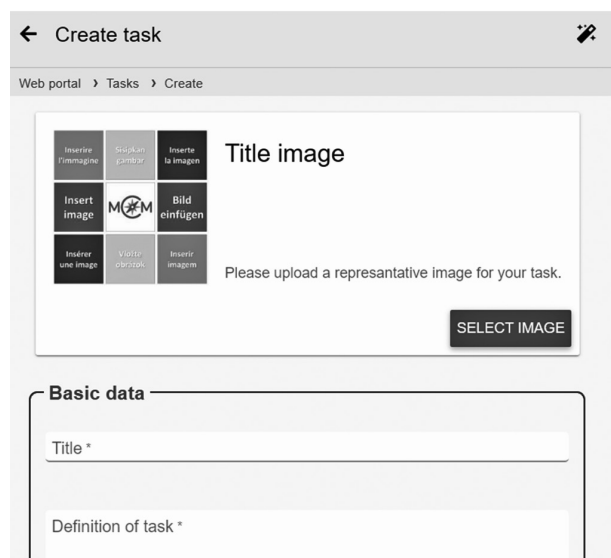 Create task
Web portal › Tasks › Create
Inserire
l'immagine
Sisipkan
gambar
Inserte
la imagen
Insert
image
MCM
Bild
einfügen
Insérer
une image
Vložte
obrázok
Inserir
imagem
Title image
Please upload a represantative image for your task.
SELECT IMAGE
Basic data
Title *
Definition of task *